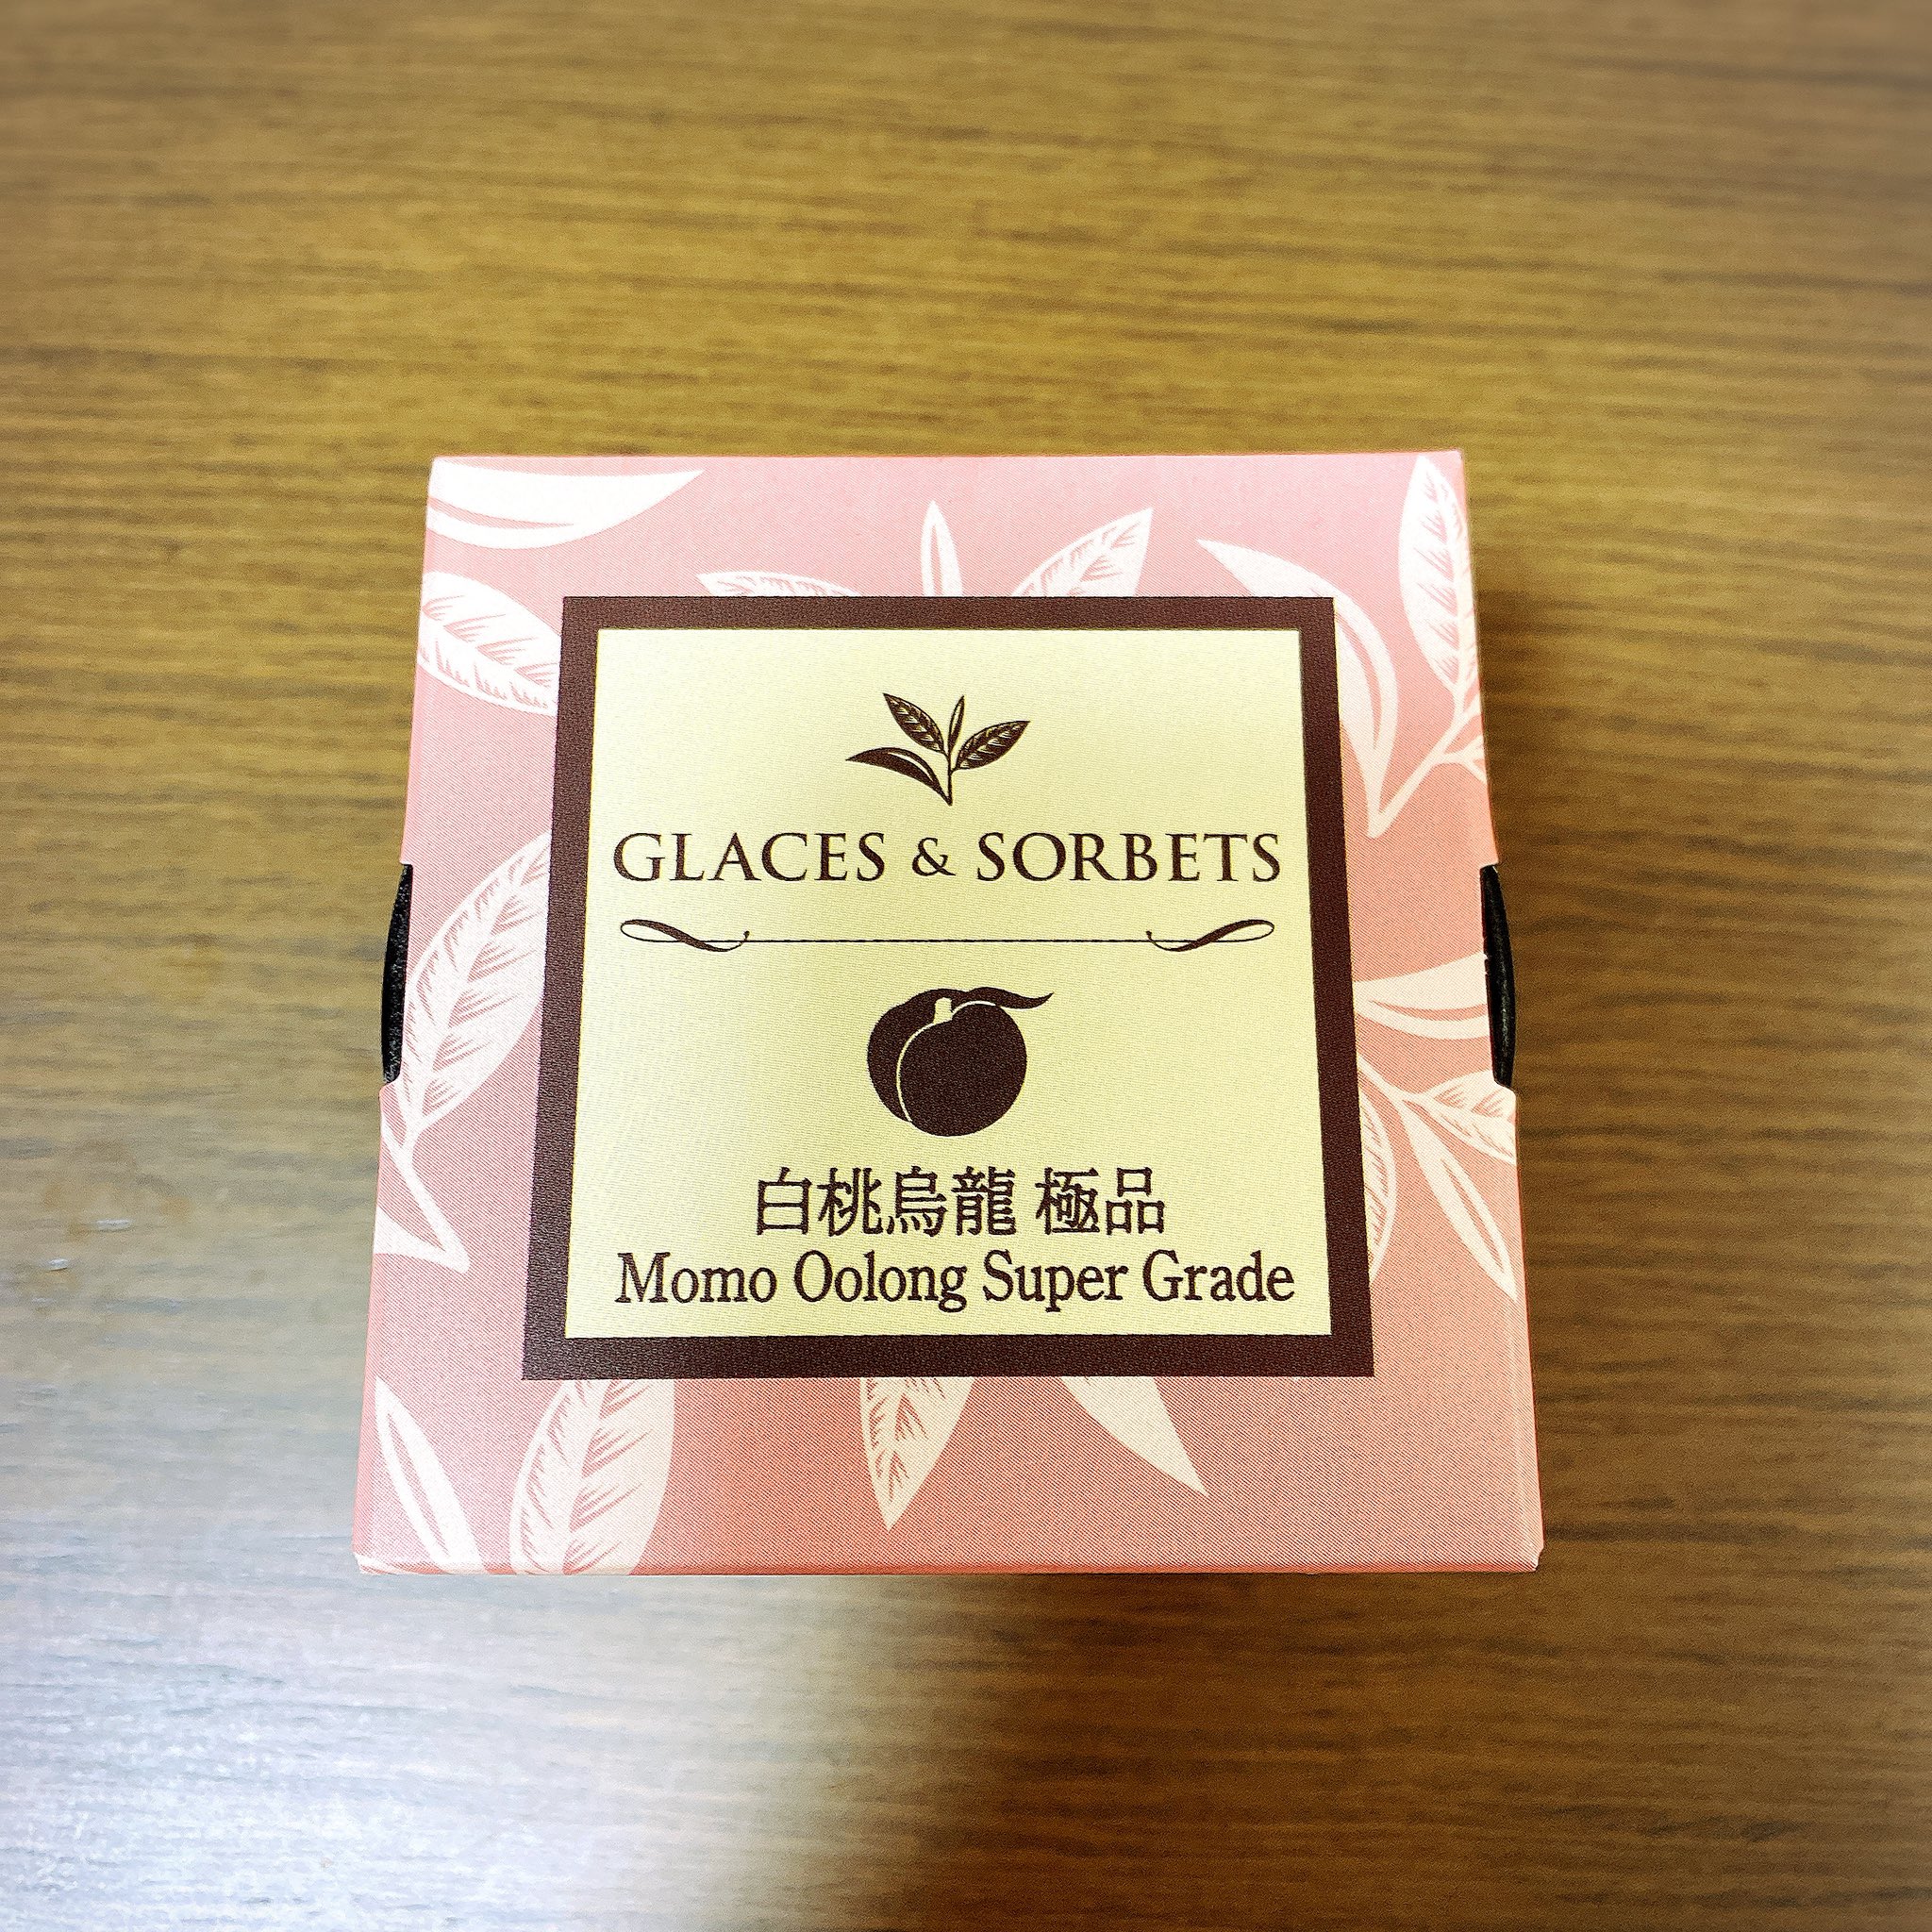 GLACES & SORBETS
白桃烏龍 極品
Momo Oolong Super Grade